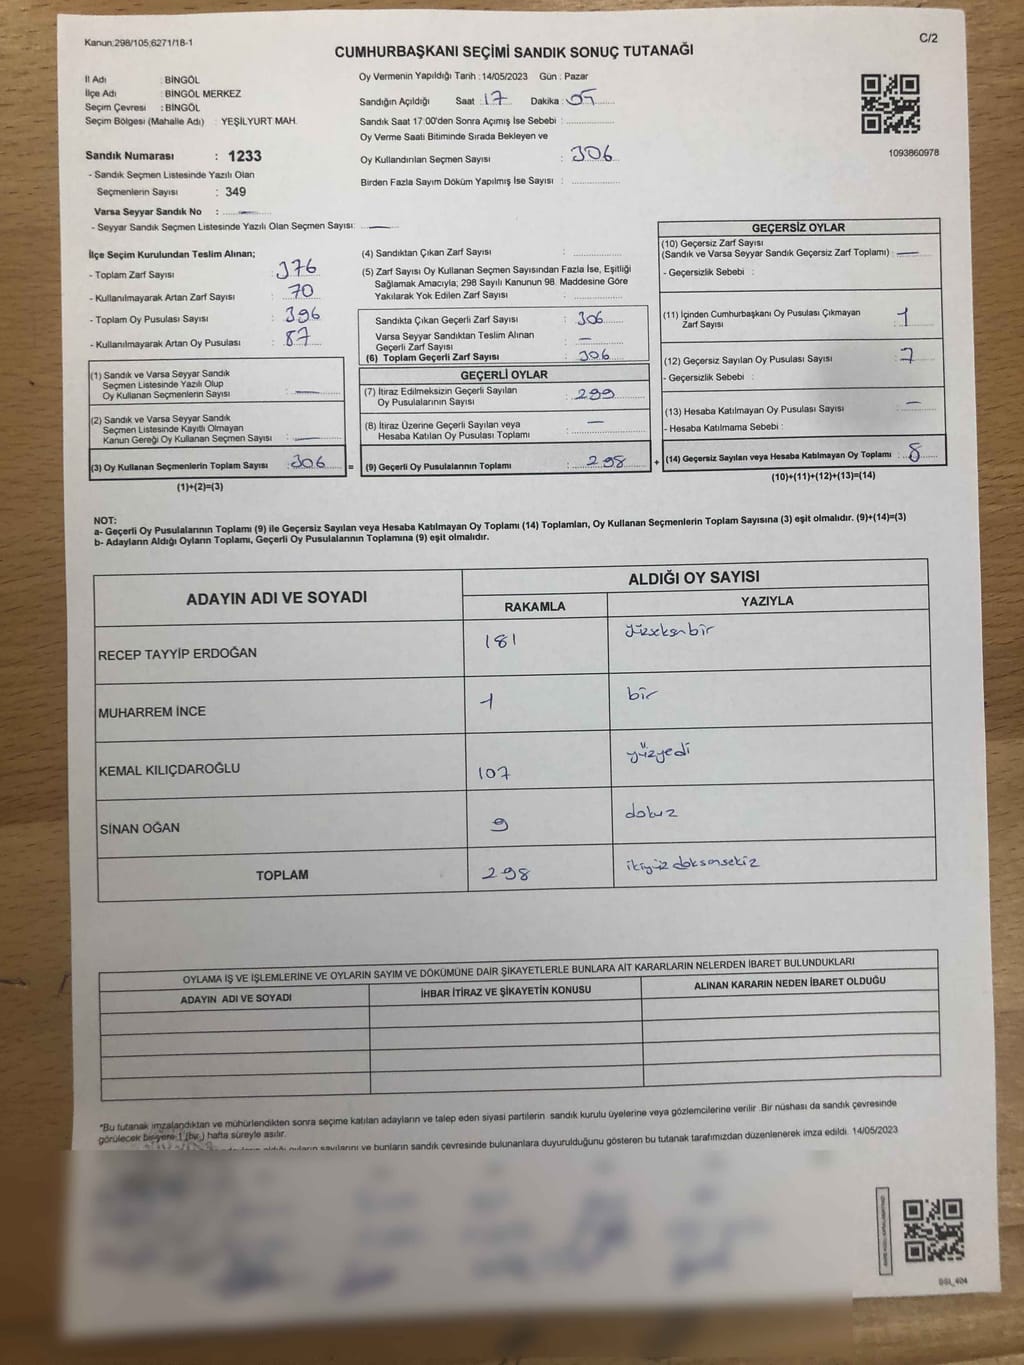 Kanun:298/105;6271/18-1
C/2
CUMHURBAŞKANI SEÇİMİ SANDIK SONUÇ TUTANAĞI
İl Adı : BİNGÖL
İlçe Adı : BİNGÖL MERKEZ
Seçim Çevresi : BİNGÖL
Seçim Bölgesi (Mahalle Adı) : YEŞİLYURT MAH.
Sandık Numarası : 1233
- Sandık Seçmen Listesinde Yazılı Olan
Seçmenlerin Sayısı : 349
Varsa Seyyar Sandık No : —
- Seyyar Sandık Seçmen Listesinde Yazılı Olan Seçmen Sayısı: —
Oy Vermenin Yapıldığı Tarih : 14/05/2023 Gün : Pazar
Sandığın Açıldığı Saat : 17 Dakika : 05
Sandık Saat 17:00'den Sonra Açımış İse Sebebi :
Oy Verme Saati Bitiminde Sırada Bekleyen ve
Oy Kullandırılan Seçmen Sayısı : 306
Birden Fazla Sayım Döküm Yapılmış İse Sayısı :
1093860978
İlçe Seçim Kurulundan Teslim Alınan;
- Toplam Zarf Sayısı : 376
- Kullanılmayarak Artan Zarf Sayısı : 70
- Toplam Oy Pusulası Sayısı : 396
- Kullanılmayarak Artan Oy Pusulası : 87
(1) Sandık ve Varsa Seyyar Sandık
Seçmen Listesinde Yazılı Olup
Oy Kullanan Seçmenlerin Sayısı : —
(2) Sandık ve Varsa Seyyar Sandık
Seçmen Listesinde Kayıtlı Olmayan
Kanun Gereği Oy Kullanan Seçmen Sayısı : —
(3) Oy Kullanan Seçmenlerin Toplam Sayısı : 306
(1)+(2)=(3)
(4) Sandıktan Çıkan Zarf Sayısı :
(5) Zarf Sayısı Oy Kullanan Seçmen Sayısından Fazla İse, Eşitliği
Sağlamak Amacıyla; 298 Sayılı Kanunun 98. Maddesine Göre
Yakılarak Yok Edilen Zarf Sayısı :
Sandıkta Çıkan Geçerli Zarf Sayısı : 306
Varsa Seyyar Sandıktan Teslim Alınan
Geçerli Zarf Sayısı : —
(6) Toplam Geçerli Zarf Sayısı : 306
GEÇERLİ OYLAR
(7) İtiraz Edilmeksizin Geçerli Sayılan
Oy Pusulalarının Sayısı : 299
(8) İtiraz Üzerine Geçerli Sayılan veya
Hesaba Katılan Oy Pusulası Toplamı : —
= (9) Geçerli Oy Pusulalarının Toplamı : 298 +
GEÇERSİZ OYLAR
(10) Geçersiz Zarf Sayısı
(Sandık ve Varsa Seyyar Sandık Geçersiz Zarf Toplamı) : —
- Geçersizlik Sebebi :
(11) İçinden Cumhurbaşkanı Oy Pusulası Çıkmayan
Zarf Sayısı : 1
(12) Geçersiz Sayılan Oy Pusulası Sayısı : 7
- Geçersizlik Sebebi :
(13) Hesaba Katılmayan Oy Pusulası Sayısı : —
- Hesaba Katılmama Sebebi :
(14) Geçersiz Sayılan veya Hesaba Katılmayan Oy Toplamı : 8
(10)+(11)+(12)+(13)=(14)
NOT:
a- Geçerli Oy Pusulalarının Toplamı (9) ile Geçersiz Sayılan veya Hesaba Katılmayan Oy Toplamı (14) Toplamları, Oy Kullanan Seçmenlerin Toplam Sayısına (3) eşit olmalıdır. (9)+(14)=(3)
b- Adayların Aldığı Oyların Toplamı, Geçerli Oy Pusulalarının Toplamına (9) eşit olmalıdır.
ADAYIN ADI VE SOYADI ALDIĞI OY SAYISI
RAKAMLA YAZIYLA
RECEP TAYYİP ERDOĞAN 181 yüzseksenbir
MUHARREM İNCE 1 bir
KEMAL KILIÇDAROĞLU 107 yüzyedi
SİNAN OĞAN 9 dokuz
TOPLAM 298 ikiyüzdoksansekiz
OYLAMA İŞ VE İŞLEMLERİNE VE OYLARIN SAYIM VE DÖKÜMÜNE DAİR ŞİKAYETLERLE BUNLARA AİT KARARLARIN NELERDEN İBARET BULUNDUKLARI
ADAYIN ADI VE SOYADI İHBAR İTİRAZ VE ŞİKAYETİN KONUSU ALINAN KARARIN NEDEN İBARET OLDUĞU
*Bu tutanak imzalandıktan ve mühürlendikten sonra seçime katılan adayların ve talep eden siyasi partilerin sandık kurulu üyelerine veya gözlemcilerine verilir .Bir nüshası da sandık çevresinde
görülecek bir yere 1 (bir) hafta süreyle asılır.
oyların sayılarını ve bunların sandık çevresinde bulunanlara duyurulduğunu gösteren bu tutanak tarafımızdan düzenlenerek imza edildi. 14/05/2023